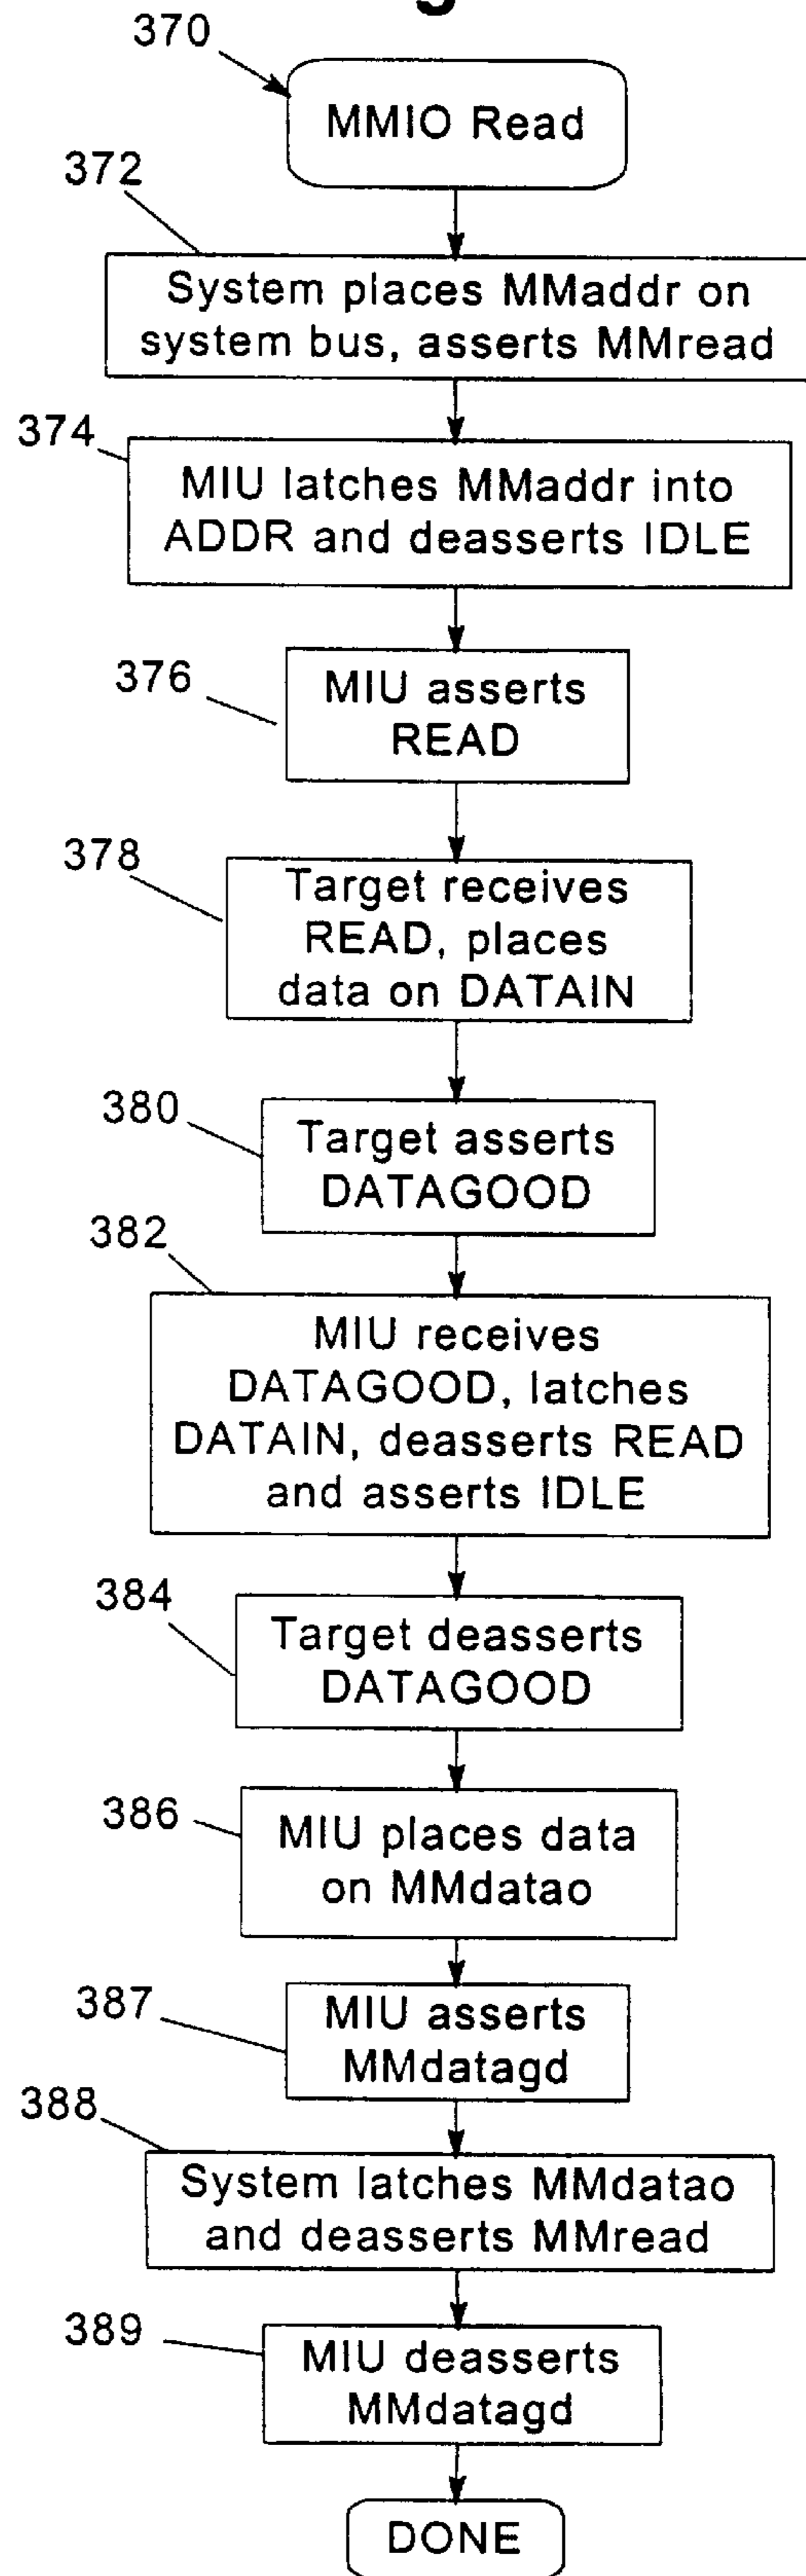 370
MMIO Read
372
System places MMaddr on
system bus, asserts MMread
374
MIU latches MMaddr into
ADDR and deasserts IDLE
376
MIU asserts
READ
378
Target receives
READ, places
data on DATAIN
380
Target asserts
DATAGOOD
382
MIU receives
DATAGOOD, latches
DATAIN, deasserts READ
and asserts IDLE
384
Target deasserts
DATAGOOD
386
MIU places data
on MMdatao
387
MIU asserts
MMdatagd
388
System latches MMdatao
and deasserts MMread
389
MIU deasserts
MMdatagd
DONE